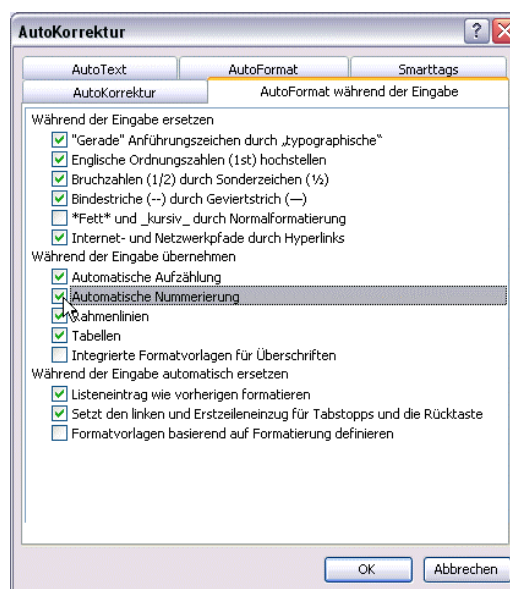 AutoKorrektur
AutoText AutoFormat Smarttags
AutoKorrektur AutoFormat während der Eingabe
Während der Eingabe ersetzen
"Gerade" Anführungszeichen durch „typographische“
Englische Ordnungszahlen (1st) hochstellen
Bruchzahlen (1/2) durch Sonderzeichen (½)
Bindestriche (--) durch Geviertstrich (—)
*Fett* und _kursiv_ durch Normalformatierung
Internet- und Netzwerkpfade durch Hyperlinks
Während der Eingabe übernehmen
Automatische Aufzählung
Automatische Nummerierung
Rahmenlinien
Tabellen
Integrierte Formatvorlagen für Überschriften
Während der Eingabe automatisch ersetzen
Listeneintrag wie vorherigen formatieren
Setzt den linken und Erstzeileneinzug für Tabstopps und die Rücktaste
Formatvorlagen basierend auf Formatierung definieren
OK Abbrechen